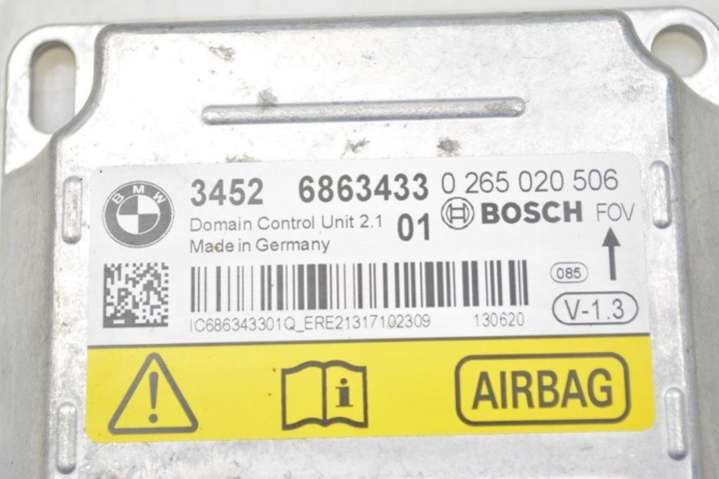 BMW
3452 6863433 0 265 020 506
Domain Control Unit 2.1 01 BOSCH FOV
Made in Germany
085
V-1.3
IC686343301Q_ERE21317102309 130620
AIRBAG